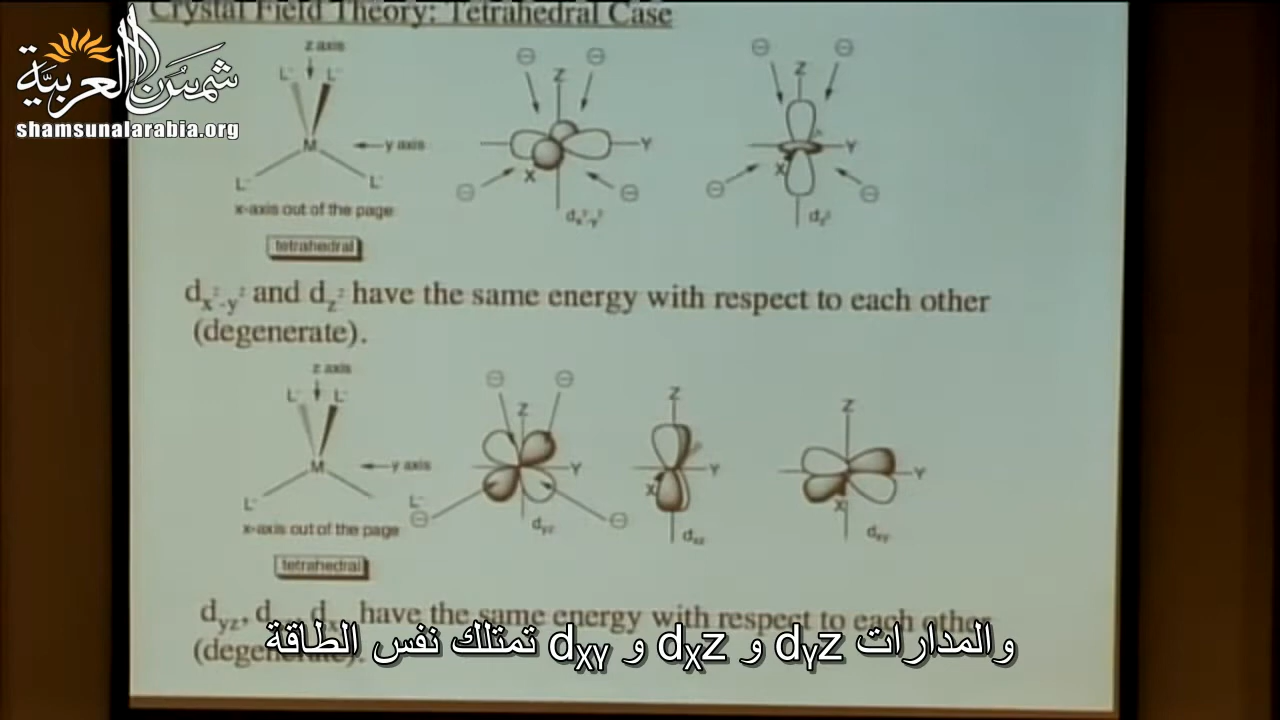 Crystal Field Theory: Tetrahedral Case
شمس العربية
shamsunalarabia.org
z axis
L⁻ L⁻
M
y axis
L⁻ L⁻
x-axis out of the page
tetrahedral
⊖ ⊖
Z
Y
X
⊖ ⊖
dx²-y²
⊖ ⊖
Z
Y
X
⊖ ⊖
dz²
dx²-y² and dz² have the same energy with respect to each other
(degenerate).
z axis
L⁻ L⁻
M
y axis
L⁻ L⁻
x-axis out of the page
tetrahedral
⊖ ⊖
Z
Y
⊖ ⊖
dyz
Z
Y
X
dxz
Z
Y
X
dxy
dyz, d have the same energy with respect to each other
والمدارات dYZ و dXZ و dXY تمتلك نفس الطاقة